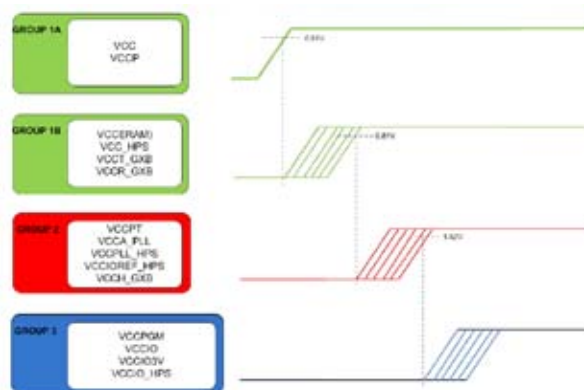 GROUP 1A
VCC
VCCP
GROUP 1B
VCCERAM
VCC_HPS
VCCT_GXB
VCCR_GXB
GROUP 2
VCCPT
VCCA_PLL
VCCPLL_HPS
VCCIOREF_HPS
VCCH_GXB
GROUP 3
VCCPGM
VCCIO
VCCIO3V
VCCIO_HPS